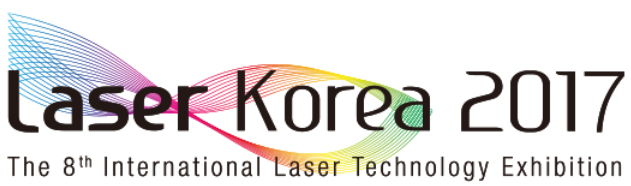 Laser Korea 2017
The 8th International Laser Technology Exhibition